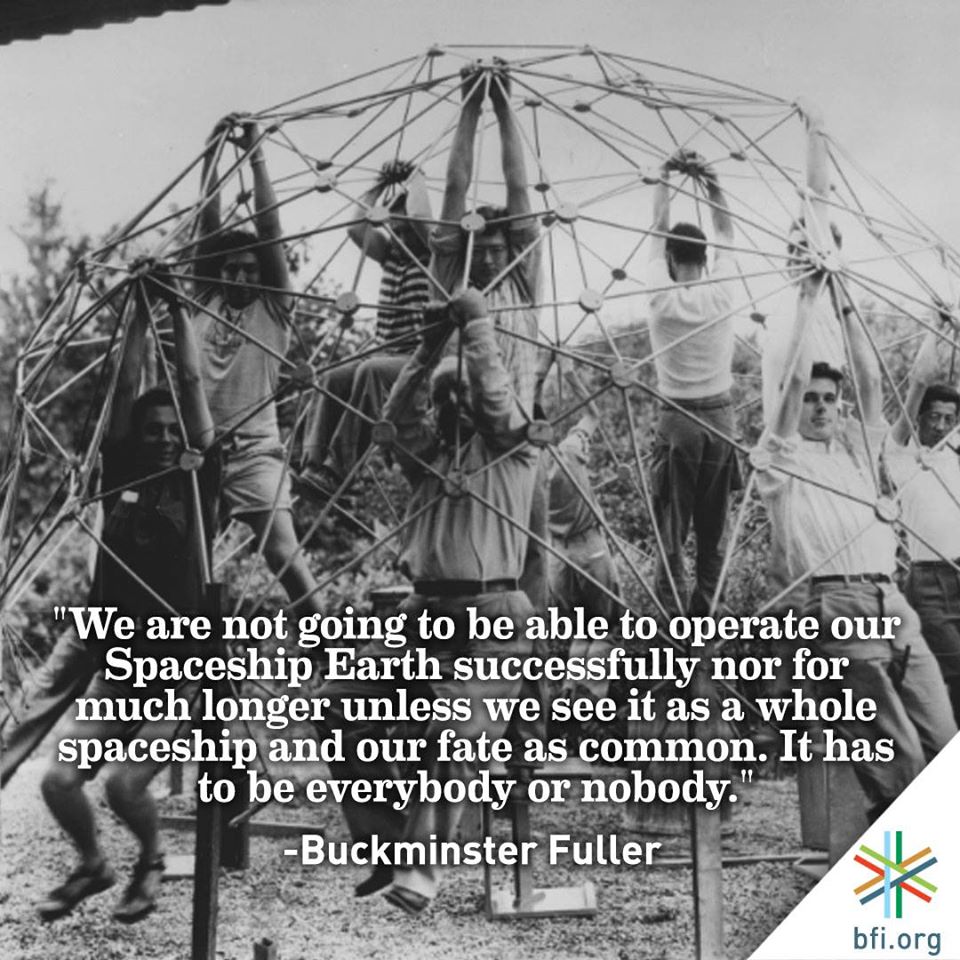 "We are not going to be able to operate our
Spaceship Earth successfully nor for
much longer unless we see it as a whole
spaceship and our fate as common. It has
to be everybody or nobody."
-Buckminster Fuller
bfi.org